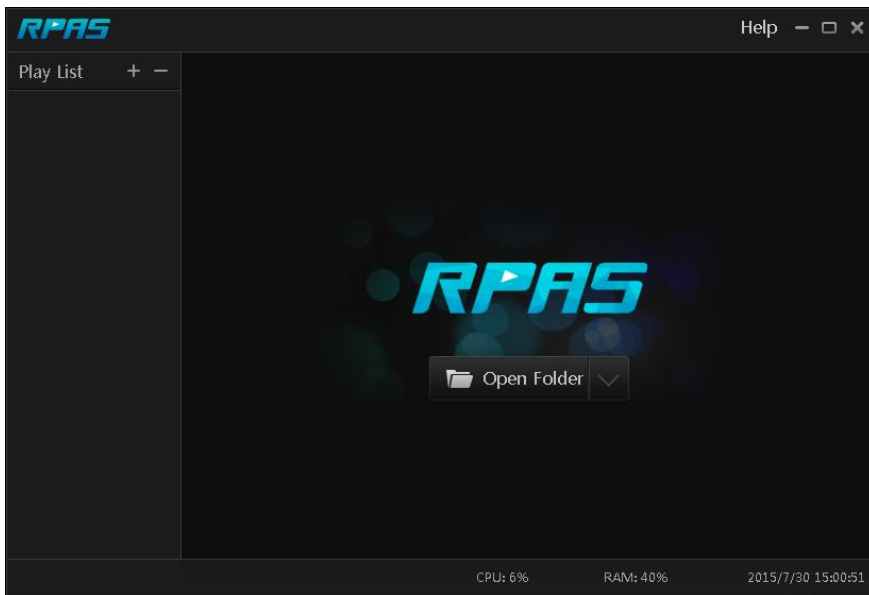 RPAS
Help
Play List
RPAS
Open Folder
CPU: 6% RAM: 40% 2015/7/30 15:00:51